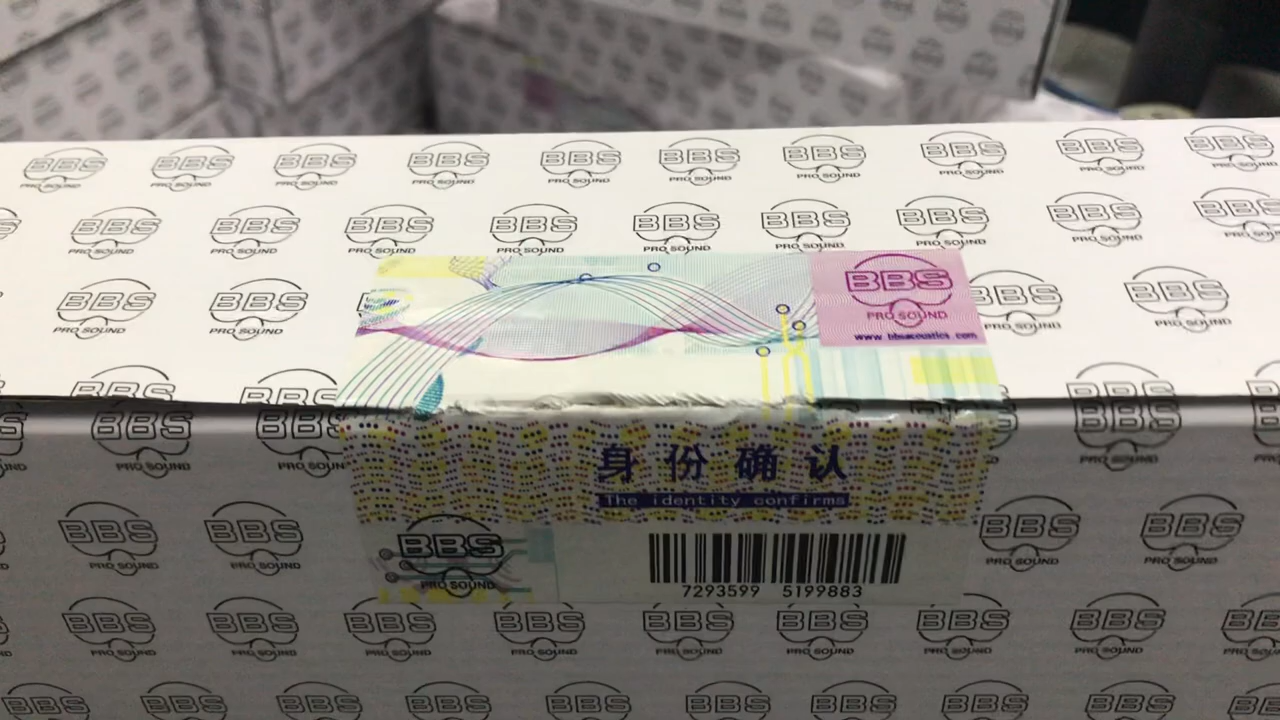 BBS
PRO SOUND
www.bbsacoustics.com
身份确认
The identity confirms
BBS
PRO SOUND
7293599 5199883